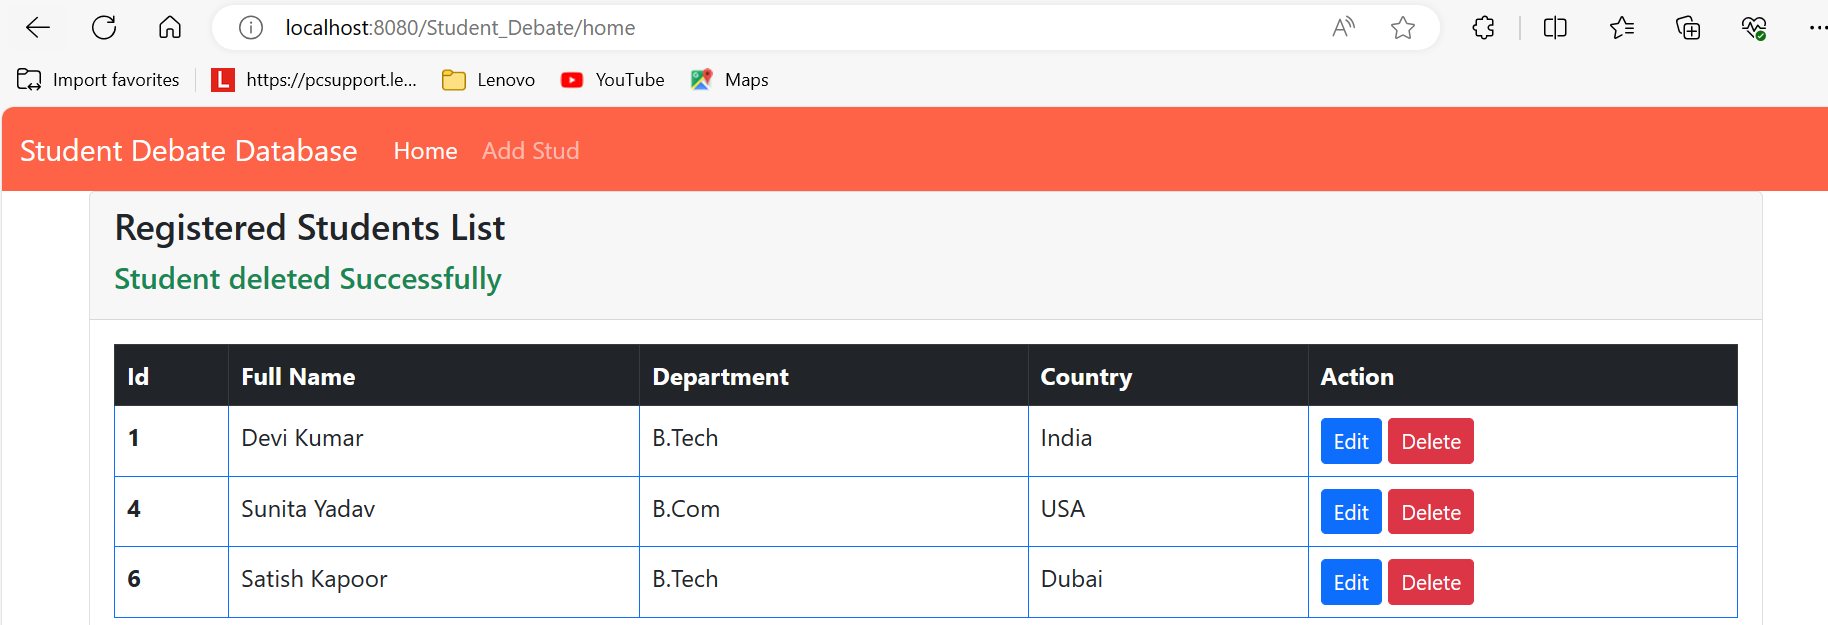 localhost:8080/Student_Debate/home
Import favorites L https://pcsupport.le... Lenovo YouTube Maps
Student Debate Database Home Add Stud
Registered Students List
Student deleted Successfully
Id Full Name Department Country Action
1 Devi Kumar B.Tech India Edit Delete
4 Sunita Yadav B.Com USA Edit Delete
6 Satish Kapoor B.Tech Dubai Edit Delete